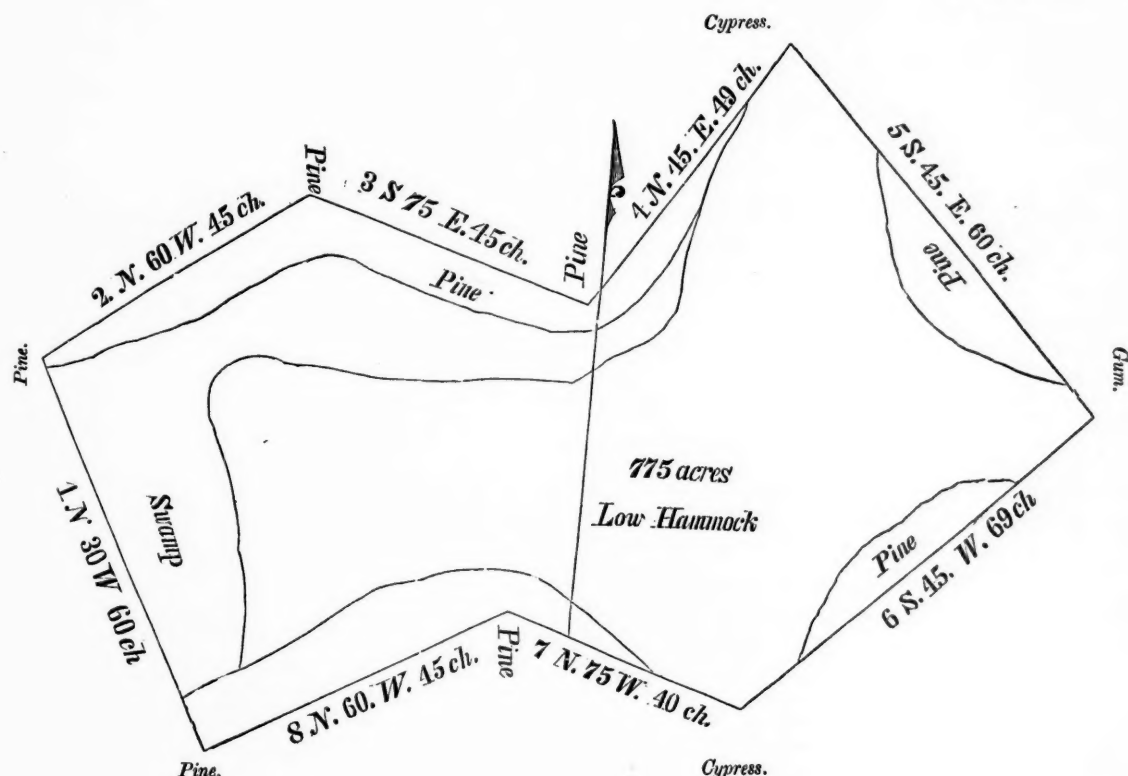 Cypress.
4 N. 45. E. 49 ch.
5 S. 45. E. 60 ch.
Pine
3 S 75 E. 45 ch.
2. N. 60 W. 45 ch.
Pine
Pine
Pine
Pine.
Gum.
775 acres
Low Hammock
Swamp
1 N 30 W 60 ch
Pine
6 S. 45. W. 69 ch
Pine
7 N. 75 W. 40 ch.
8 N. 60. W. 45 ch.
Pine.
Cypress.